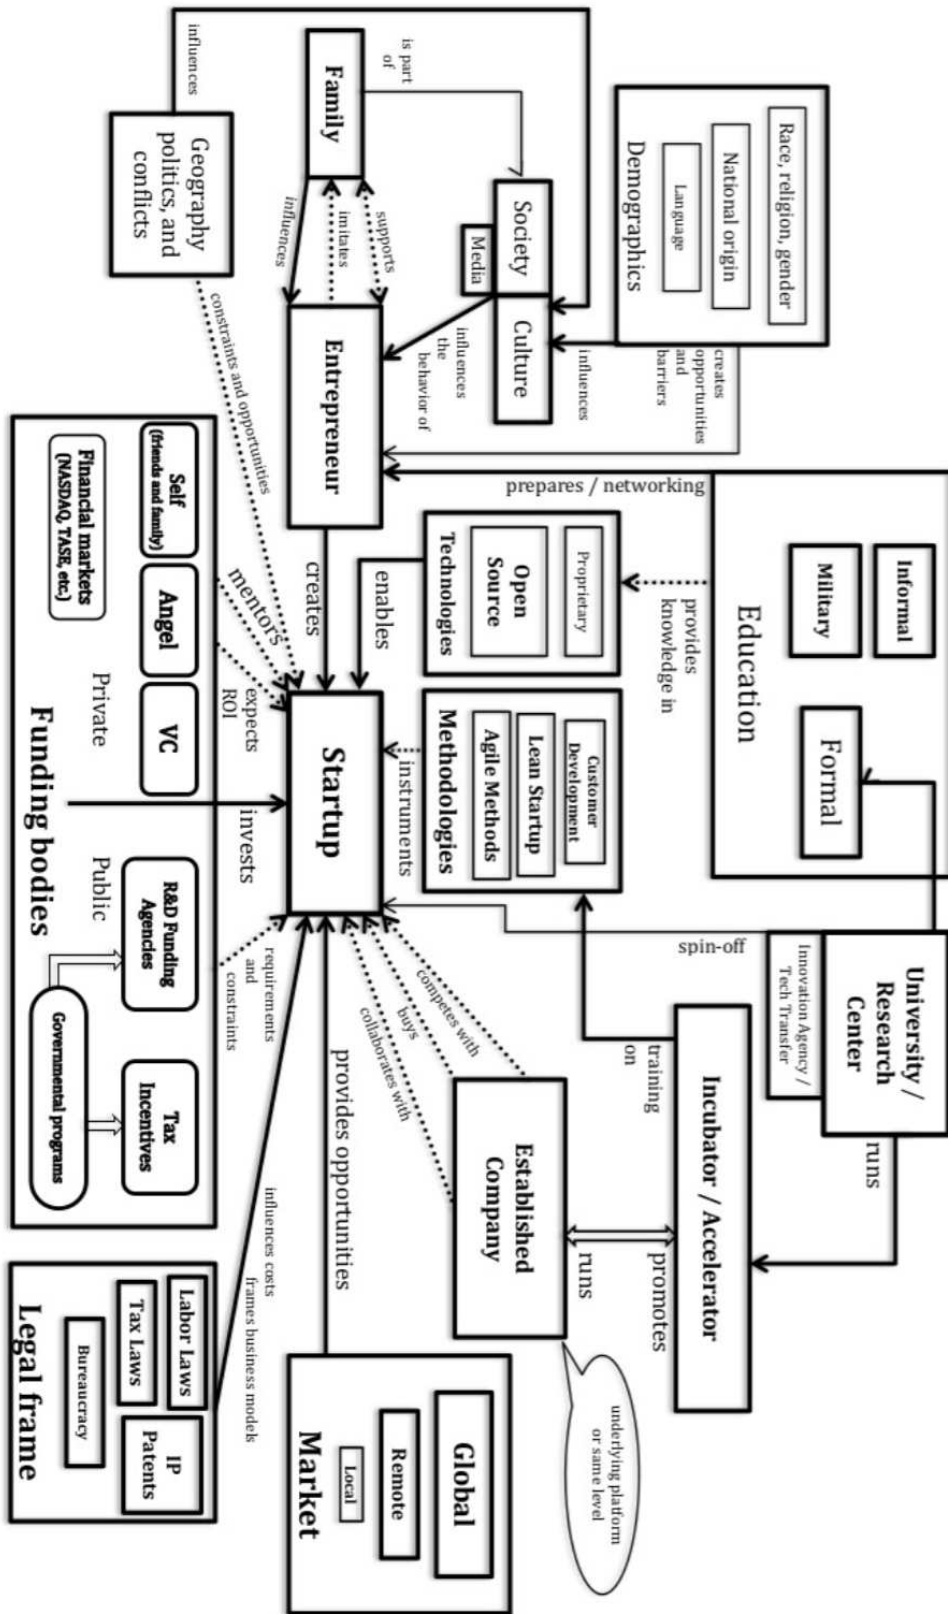 Race, religion, gender
National origin
Language
Demographics
Informal
Military
Formal
Education
University /
Research
Center
Innovation Agency /
Tech Transfer
runs
creates
opportunities
and
barriers
influences
Society
Culture
Media
is part
of
influences
the
behavior of
prepares / networking
provides
knowledge in
spin-off
Incubator / Accelerator
training
on
promotes
runs
underlying platform
or same level
Proprietary
Open
Source
Technologies
Customer
Development
Lean Startup
Agile Methods
Methodologies
Established
Company
Global
Remote
Local
Market
enables
instruments
competes with
buys
collaborates with
Family
supports
imitates
influences
Entrepreneur
creates
Startup
provides opportunities
influences
Geography
politics, and
conflicts
constraints and opportunities
mentors
expects
ROI
invests
requirements
and
constraints
influences costs
frames business models
Self
(friends and family)
Angel
VC
R&D Funding
Agencies
Tax
Incentives
Financial markets
(NASDAQ, TASE, etc.)
Private
Public
Governmental programs
Funding bodies
Labor Laws
Tax Laws
IP
Patents
Bureaucracy
Legal frame